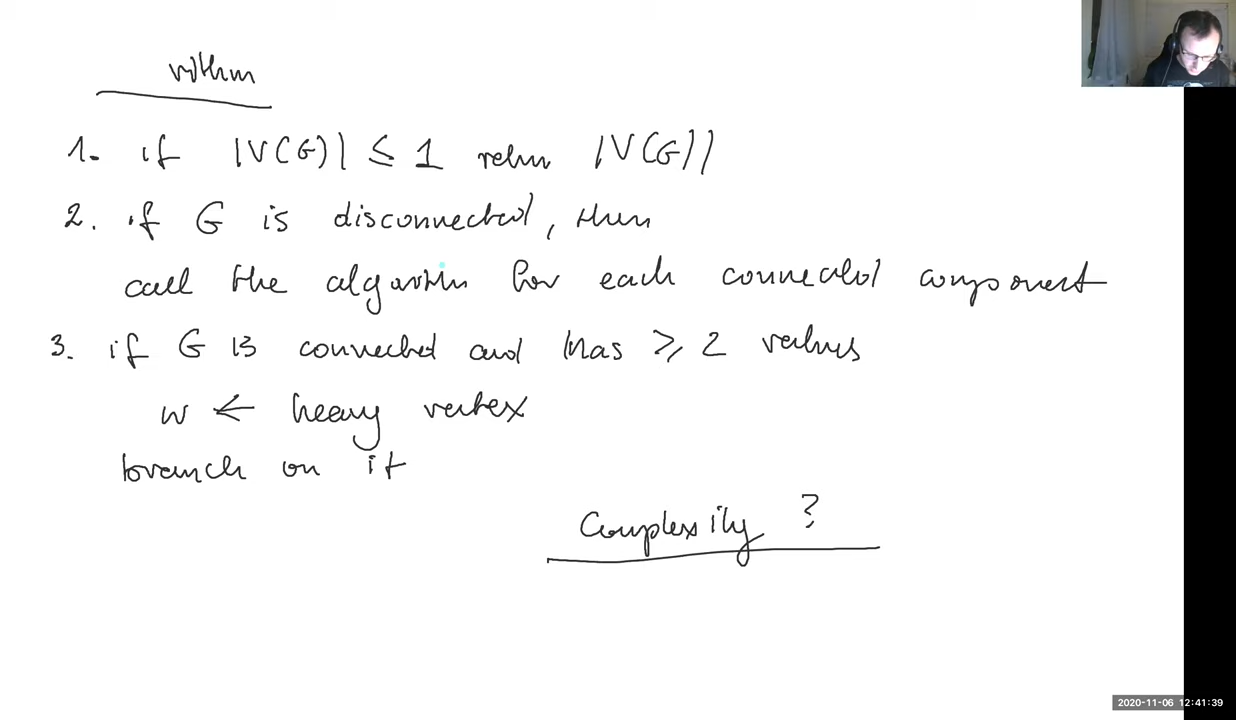 rithm
1. if |V(G)| ≤ 1 return |V(G)|
2. if G is disconnected, then
call the algorithm for each connected component
3. if G is connected and has ≥ 2 vertices
w ← heavy vertex
branch on it
Complexity ?
2020-11-06 12:41:39